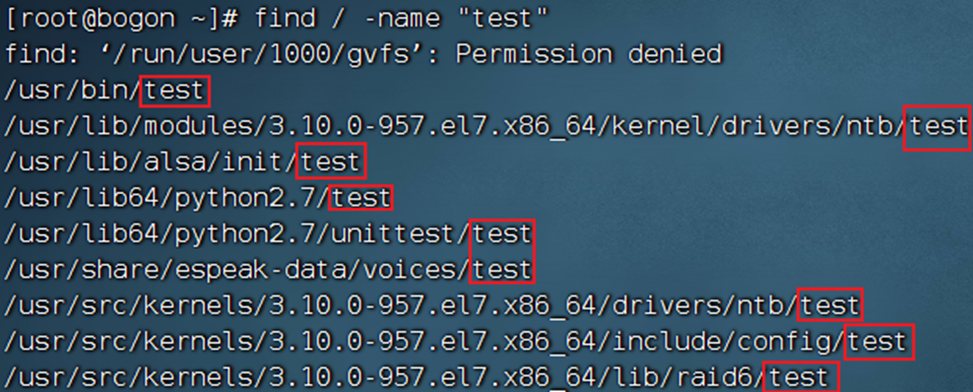 [root@bogon ~]# find / -name "test"
find: ‘/run/user/1000/gvfs’: Permission denied
/usr/bin/test
/usr/lib/modules/3.10.0-957.el7.x86_64/kernel/drivers/ntb/test
/usr/lib/alsa/init/test
/usr/lib64/python2.7/test
/usr/lib64/python2.7/unittest/test
/usr/share/espeak-data/voices/test
/usr/src/kernels/3.10.0-957.el7.x86_64/drivers/ntb/test
/usr/src/kernels/3.10.0-957.el7.x86_64/include/config/test
/usr/src/kernels/3.10.0-957.el7.x86_64/lib/raid6/test